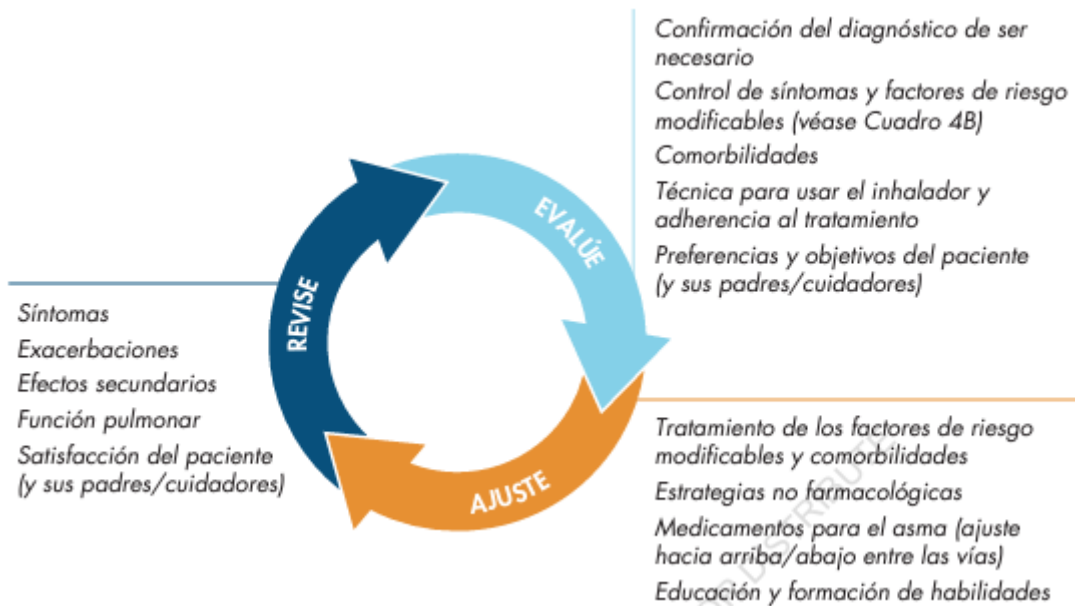 Confirmación del diagnóstico de ser
necesario
Control de síntomas y factores de riesgo
modificables (véase Cuadro 4B)
Comorbilidades
Técnica para usar el inhalador y
adherencia al tratamiento
Preferencias y objetivos del paciente
(y sus padres/cuidadores)
EVALÚE
REVISE
Síntomas
Exacerbaciones
Efectos secundarios
Función pulmonar
Satisfacción del paciente
(y sus padres/cuidadores)
AJUSTE
Tratamiento de los factores de riesgo
modificables y comorbilidades
Estrategias no farmacológicas
Medicamentos para el asma (ajuste
hacia arriba/abajo entre las vías)
Educación y formación de habilidades
OR DISTRIBUTE